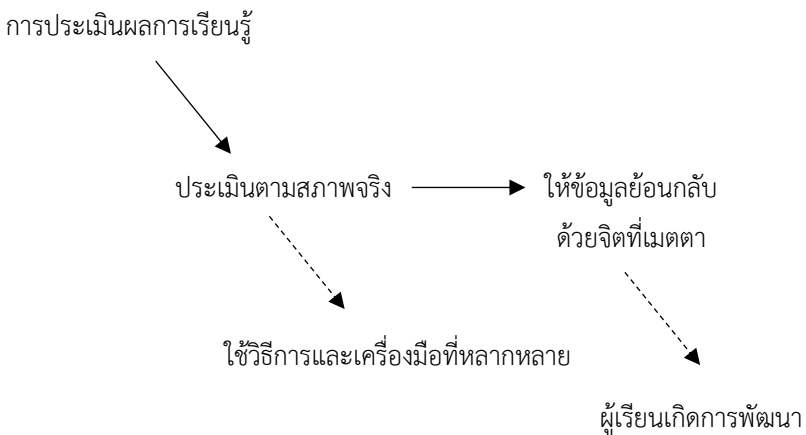 การประเมินผลการเรียนรู้
ประเมินตามสภาพจริง
ให้ข้อมูลย้อนกลับ
ด้วยจิตที่เมตตา
ใช้วิธีการและเครื่องมือที่หลากหลาย
ผู้เรียนเกิดการพัฒนา